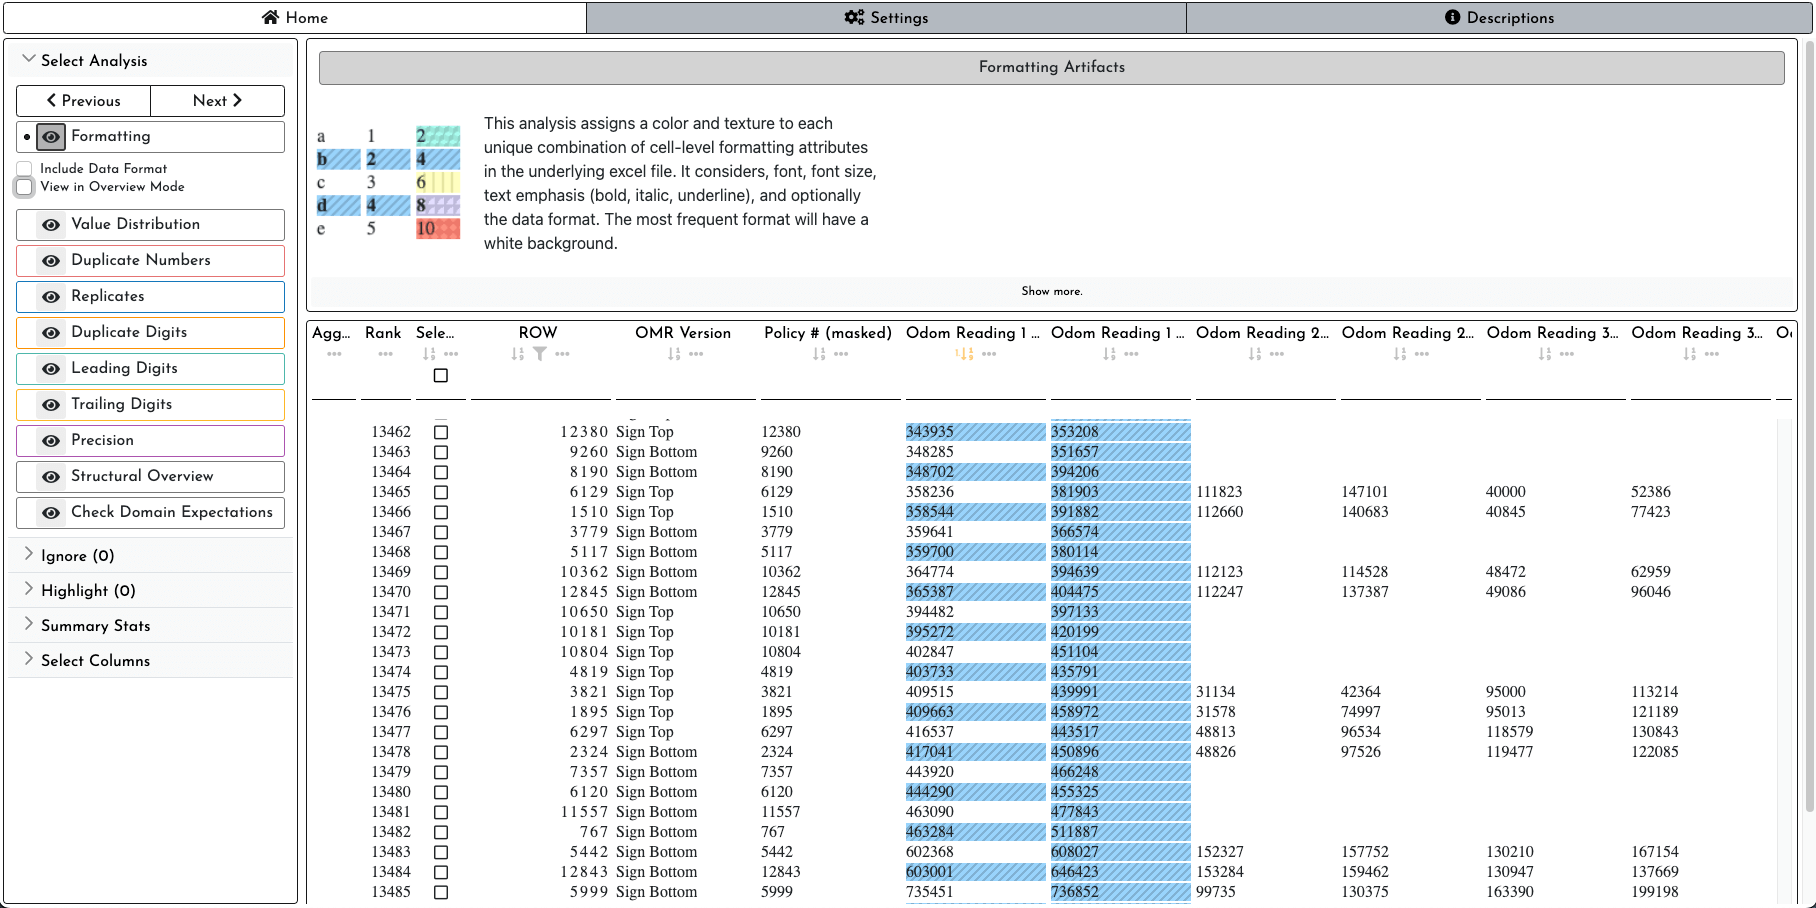 Home
Settings
Descriptions
Select Analysis
Previous
Next
Formatting
Include Data Format
View in Overview Mode
Value Distribution
Duplicate Numbers
Replicates
Duplicate Digits
Leading Digits
Trailing Digits
Precision
Structural Overview
Check Domain Expectations
Ignore (0)
Highlight (0)
Summary Stats
Select Columns
Formatting Artifacts
a 1 2
b 2 4
c 3 6
d 4 8
e 5 10
This analysis assigns a color and texture to each
unique combination of cell-level formatting attributes
in the underlying excel file. It considers, font, font size,
text emphasis (bold, italic, underline), and optionally
the data format. The most frequent format will have a
white background.
Show more.
Agg... Rank Sele... ROW OMR Version Policy # (masked) Odom Reading 1 ... Odom Reading 1 ... Odom Reading 2... Odom Reading 2... Odom Reading 3... Odom Reading 3...
13462 12380 Sign Top 12380 343935 353208
13463 9260 Sign Bottom 9260 348285 351657
13464 8190 Sign Bottom 8190 348702 394206
13465 6129 Sign Top 6129 358236 381903 111823 147101 40000 52386
13466 1510 Sign Top 1510 358544 391882 112660 140683 40845 77423
13467 3779 Sign Bottom 3779 359641 366574
13468 5117 Sign Bottom 5117 359700 380114
13469 10362 Sign Bottom 10362 364774 394639 112123 114528 48472 62959
13470 12845 Sign Bottom 12845 365387 404475 112247 137387 49086 96046
13471 10650 Sign Top 10650 394482 397133
13472 10181 Sign Top 10181 395272 420199
13473 10804 Sign Top 10804 402847 451104
13474 4819 Sign Top 4819 403733 435791
13475 3821 Sign Top 3821 409515 439991 31134 42364 95000 113214
13476 1895 Sign Top 1895 409663 458972 31578 74997 95013 121189
13477 6297 Sign Top 6297 416537 443517 48813 96534 118579 130843
13478 2324 Sign Bottom 2324 417041 450896 48826 97526 119477 122085
13479 7357 Sign Bottom 7357 443920 466248
13480 6120 Sign Bottom 6120 444290 455325
13481 11557 Sign Bottom 11557 463090 477843
13482 767 Sign Bottom 767 463284 511887
13483 5442 Sign Bottom 5442 602368 608027 152327 157752 130210 167154
13484 12843 Sign Bottom 12843 603001 646423 153284 159462 130947 137669
13485 5999 Sign Bottom 5999 735451 736852 99735 130375 163390 199198